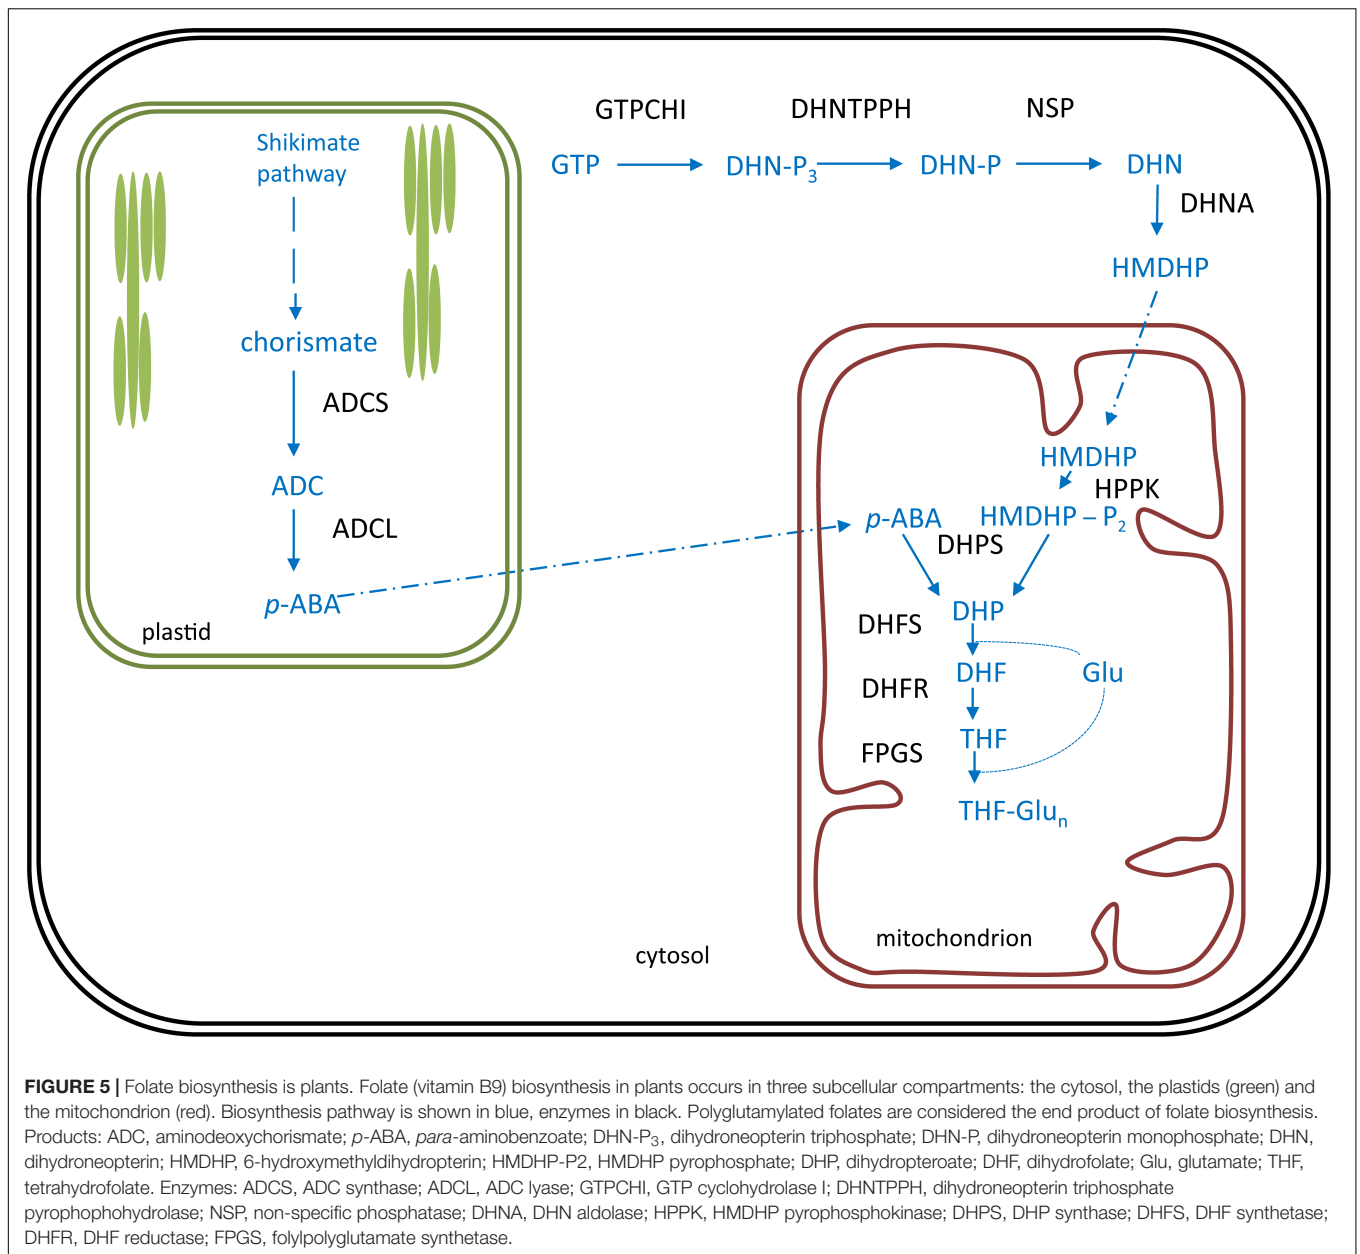 GTPCHI DHNTPPH NSP
Shikimate
pathway
GTP DHN-P3 DHN-P DHN
DHNA
HMDHP
chorismate
ADCS
ADC
ADCL
p-ABA
plastid
HMDHP
HPPK
p-ABA HMDHP – P2
DHPS
DHP
DHFS
DHF Glu
DHFR
THF
FPGS
THF-Glun
mitochondrion
cytosol
FIGURE 5 | Folate biosynthesis is plants. Folate (vitamin B9) biosynthesis in plants occurs in three subcellular compartments: the cytosol, the plastids (green) and
the mitochondrion (red). Biosynthesis pathway is shown in blue, enzymes in black. Polyglutamylated folates are considered the end product of folate biosynthesis.
Products: ADC, aminodeoxychorismate; p-ABA, para-aminobenzoate; DHN-P3, dihydroneopterin triphosphate; DHN-P, dihydroneopterin monophosphate; DHN,
dihydroneopterin; HMDHP, 6-hydroxymethyldihydropterin; HMDHP-P2, HMDHP pyrophosphate; DHP, dihydropteroate; DHF, dihydrofolate; Glu, glutamate; THF,
tetrahydrofolate. Enzymes: ADCS, ADC synthase; ADCL, ADC lyase; GTPCHI, GTP cyclohydrolase I; DHNTPPH, dihydroneopterin triphosphate
pyrophophohydrolase; NSP, non-specific phosphatase; DHNA, DHN aldolase; HPPK, HMDHP pyrophosphokinase; DHPS, DHP synthase; DHFS, DHF synthetase;
DHFR, DHF reductase; FPGS, folylpolyglutamate synthetase.